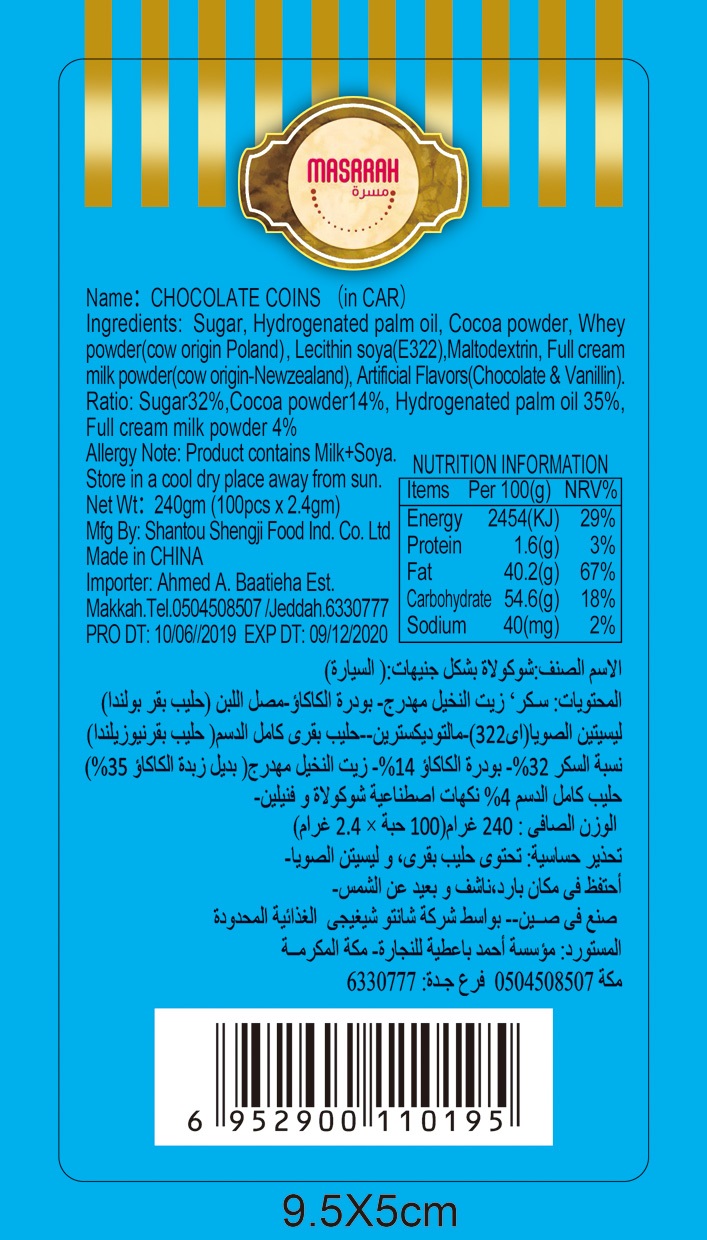 MASRRAH
مسرة
Name: CHOCOLATE COINS (in CAR)
Ingredients: Sugar, Hydrogenated palm oil, Cocoa powder, Whey
powder(cow origin Poland), Lecithin soya(E322),Maltodextrin, Full cream
milk powder(cow origin-Newzealand), Artificial Flavors(Chocolate & Vanillin).
Ratio: Sugar32%,Cocoa powder14%, Hydrogenated palm oil 35%,
Full cream milk powder 4%
Allergy Note: Product contains Milk+Soya.
Store in a cool dry place away from sun.
Net Wt: 240gm (100pcs x 2.4gm)
Mfg By: Shantou Shengji Food Ind. Co. Ltd
Made in CHINA
Importer: Ahmed A. Baatieha Est.
Makkah.Tel.0504508507 /Jeddah.6330777
PRO DT: 10/06//2019 EXP DT: 09/12/2020
NUTRITION INFORMATION
Items Per 100(g) NRV%
Energy 2454(KJ) 29%
Protein 1.6(g) 3%
Fat 40.2(g) 67%
Carbohydrate 54.6(g) 18%
Sodium 40(mg) 2%
الاسم الصنف:شوكولاة بشكل جنيهات:( السيارة)
المحتويات: سكر‘ زيت النخيل مهدرج- بودرة الكاكاؤ-مصل اللبن (حليب بقر بولندا)
ليسيتين الصويا(اى322)-مالتوديكسترين--حليب بقرى كامل الدسم( حليب بقرنيوزيلندا)
نسبة السكر 32%- بودرة الكاكاؤ 14%- زيت النخيل مهدرج( بديل زبدة الكاكاؤ 35%)
حليب كامل الدسم 4% نكهات اصطناعية شوكولاة و فنيلين-
الوزن الصافى : 240 غرام(100 حبة × 2.4 غرام)
تحذير حساسية: تحتوى حليب بقرى، و ليسيتن الصويا-
أحتفظ فى مكان بارد،ناشف و بعيد عن الشمس-
صنع فى صــين-- بواسط شركة شانتو شيغيجى الغذائية المحدودة
المستورد: مؤسسة أحمد باعطية للنجارة- مكة المكرمــة
مكة 0504508507 فرع جـدة: 6330777
6 952900 110195
9.5X5cm